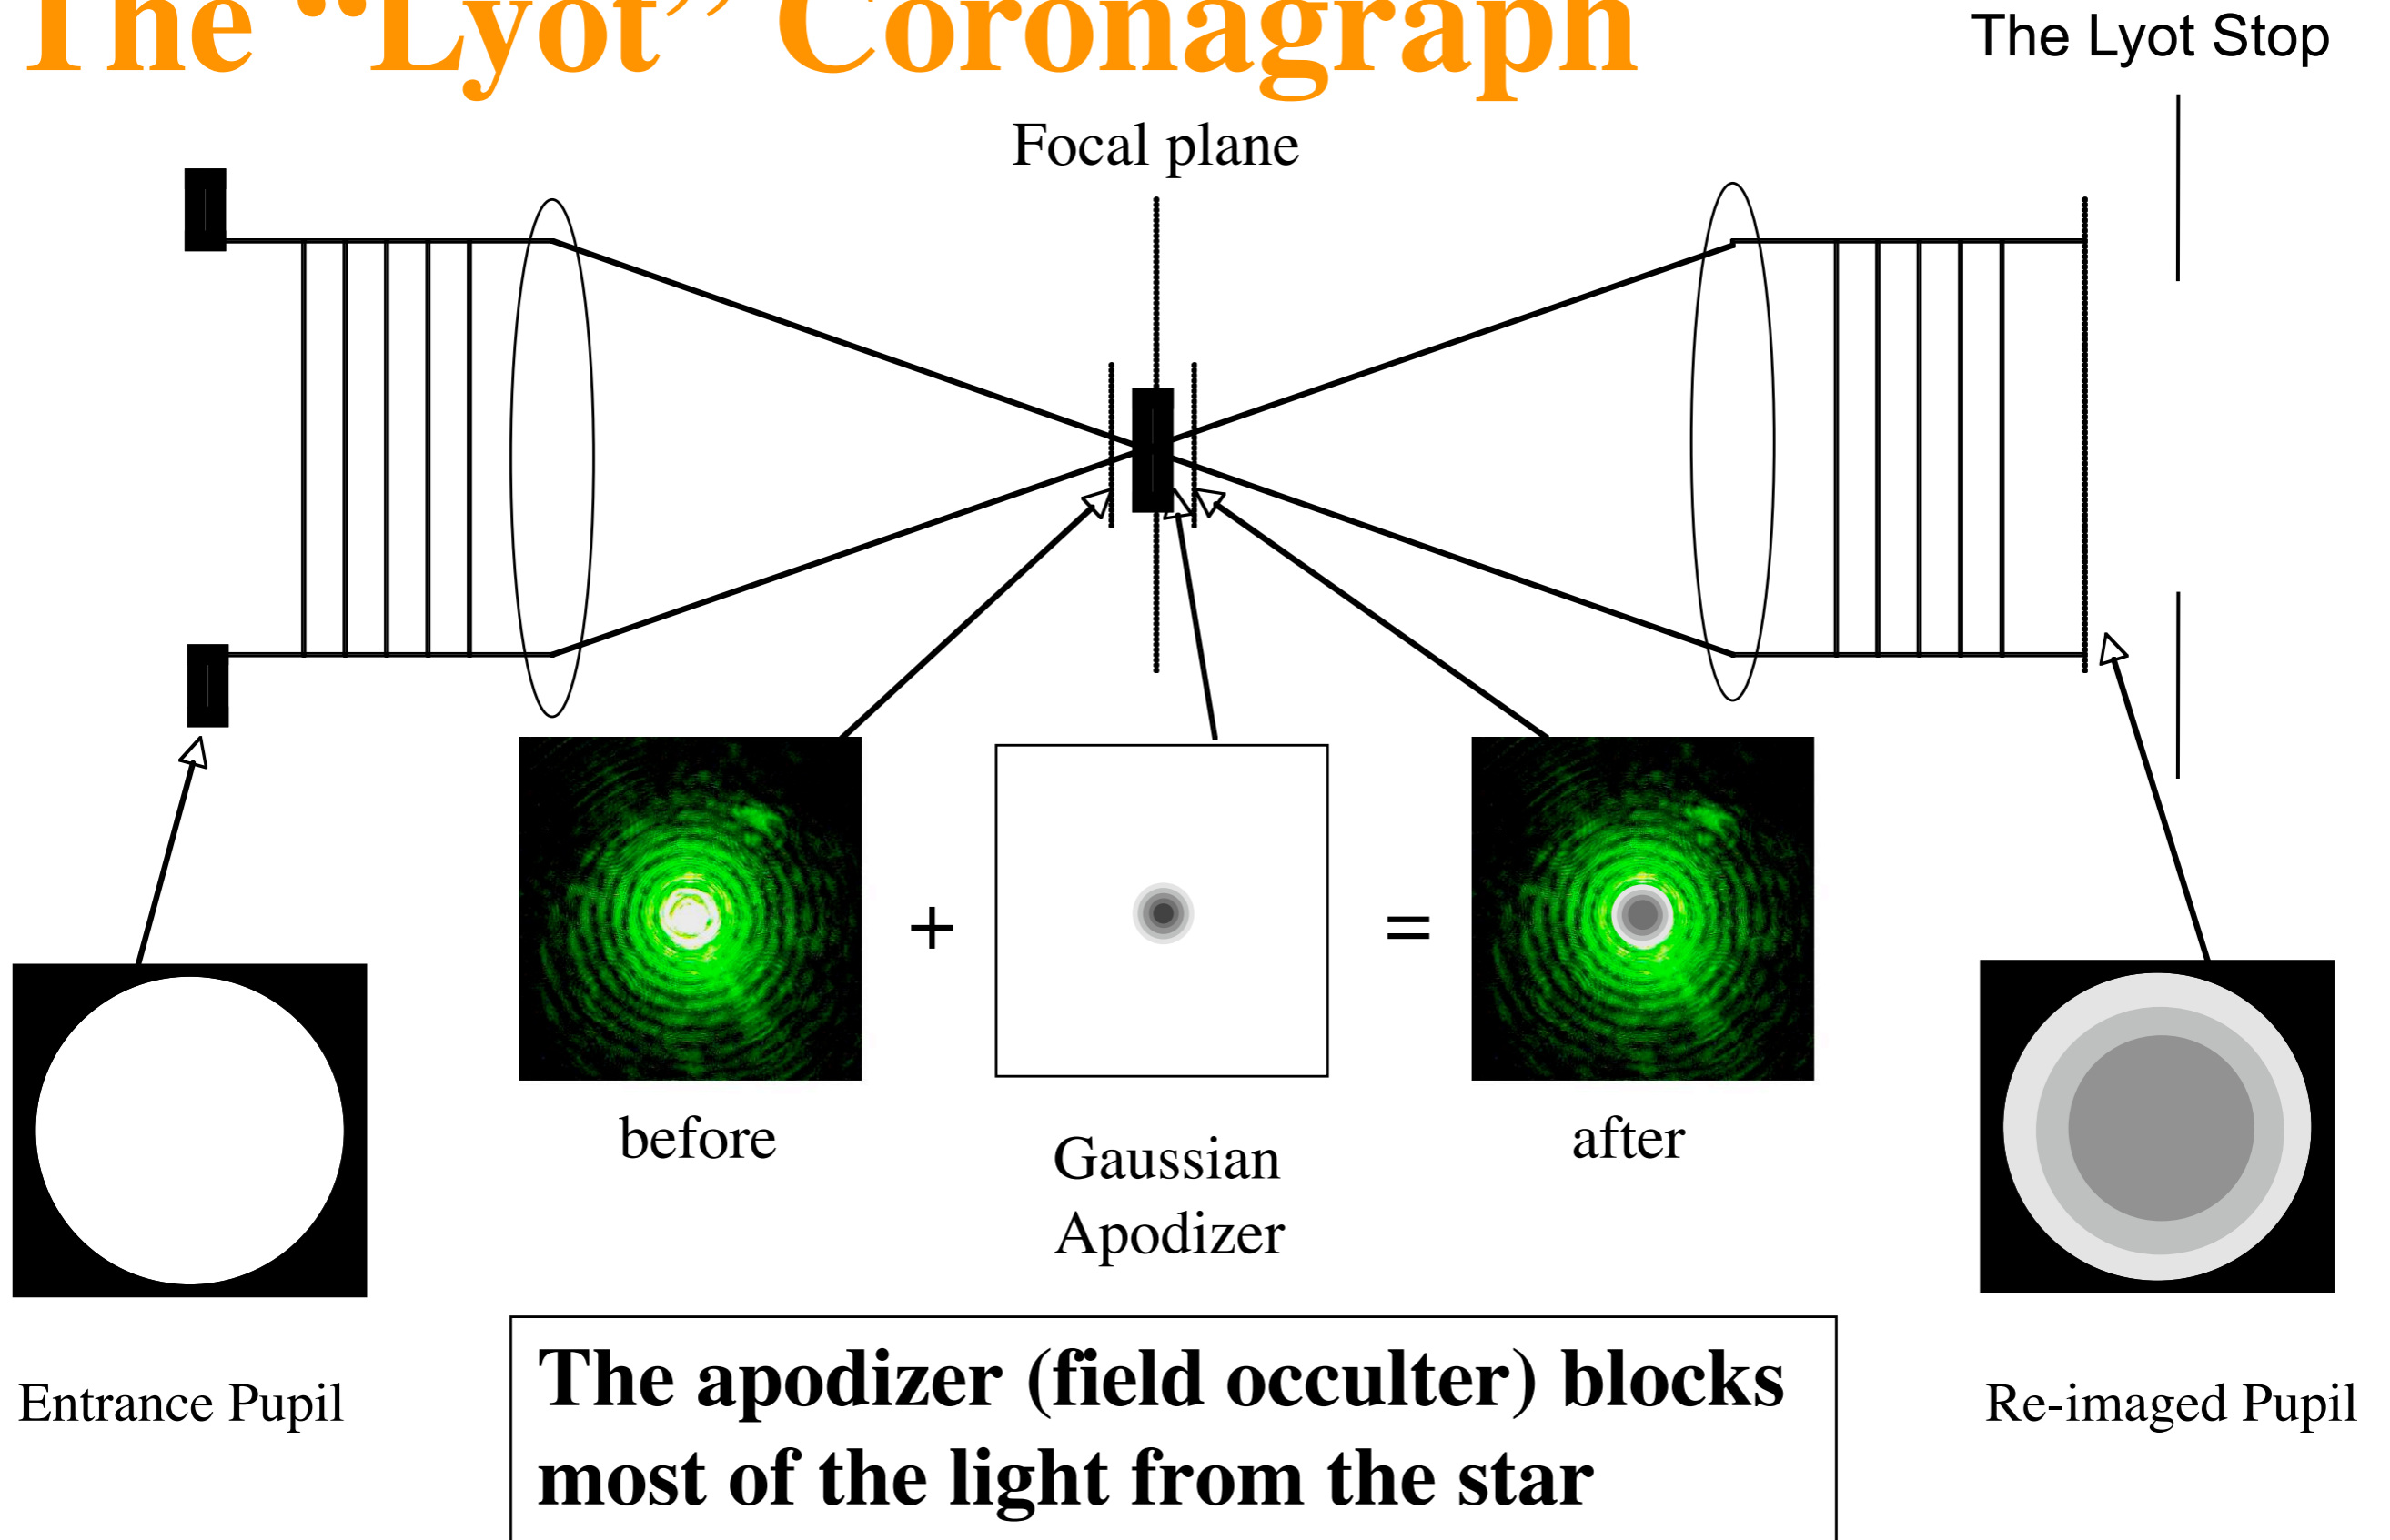 The “Lyot” Coronagraph
The Lyot Stop
Focal plane
+
=
before
Gaussian
Apodizer
after
Entrance Pupil
The apodizer (field occulter) blocks
most of the light from the star
Re-imaged Pupil